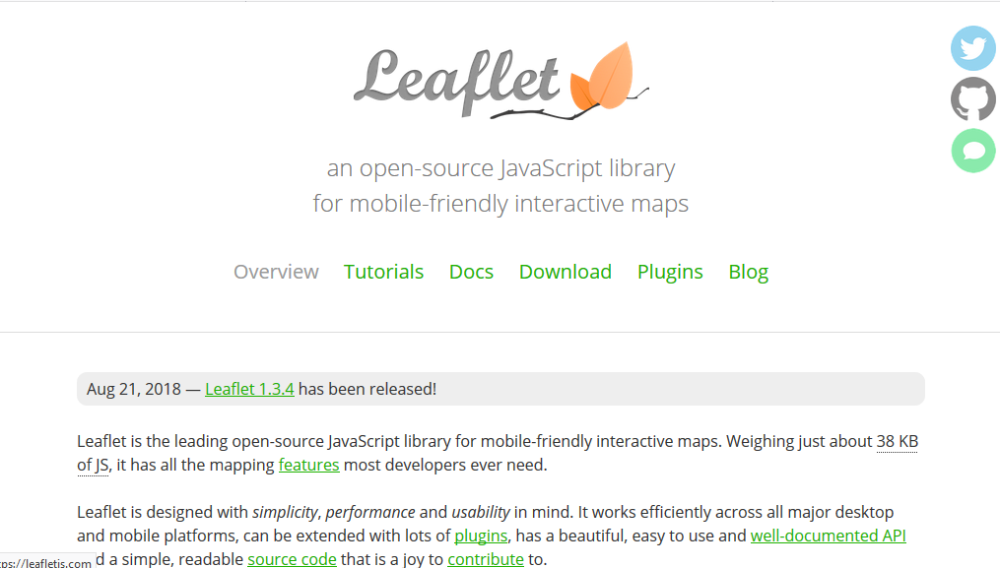 Leaflet
an open-source JavaScript library
for mobile-friendly interactive maps
Overview Tutorials Docs Download Plugins Blog
Aug 21, 2018 — Leaflet 1.3.4 has been released!
Leaflet is the leading open-source JavaScript library for mobile-friendly interactive maps. Weighing just about 38 KB
of JS, it has all the mapping features most developers ever need.
Leaflet is designed with simplicity, performance and usability in mind. It works efficiently across all major desktop
and mobile platforms, can be extended with lots of plugins, has a beautiful, easy to use and well-documented API
d a simple, readable source code that is a joy to contribute to.
ps://leafletjs.com